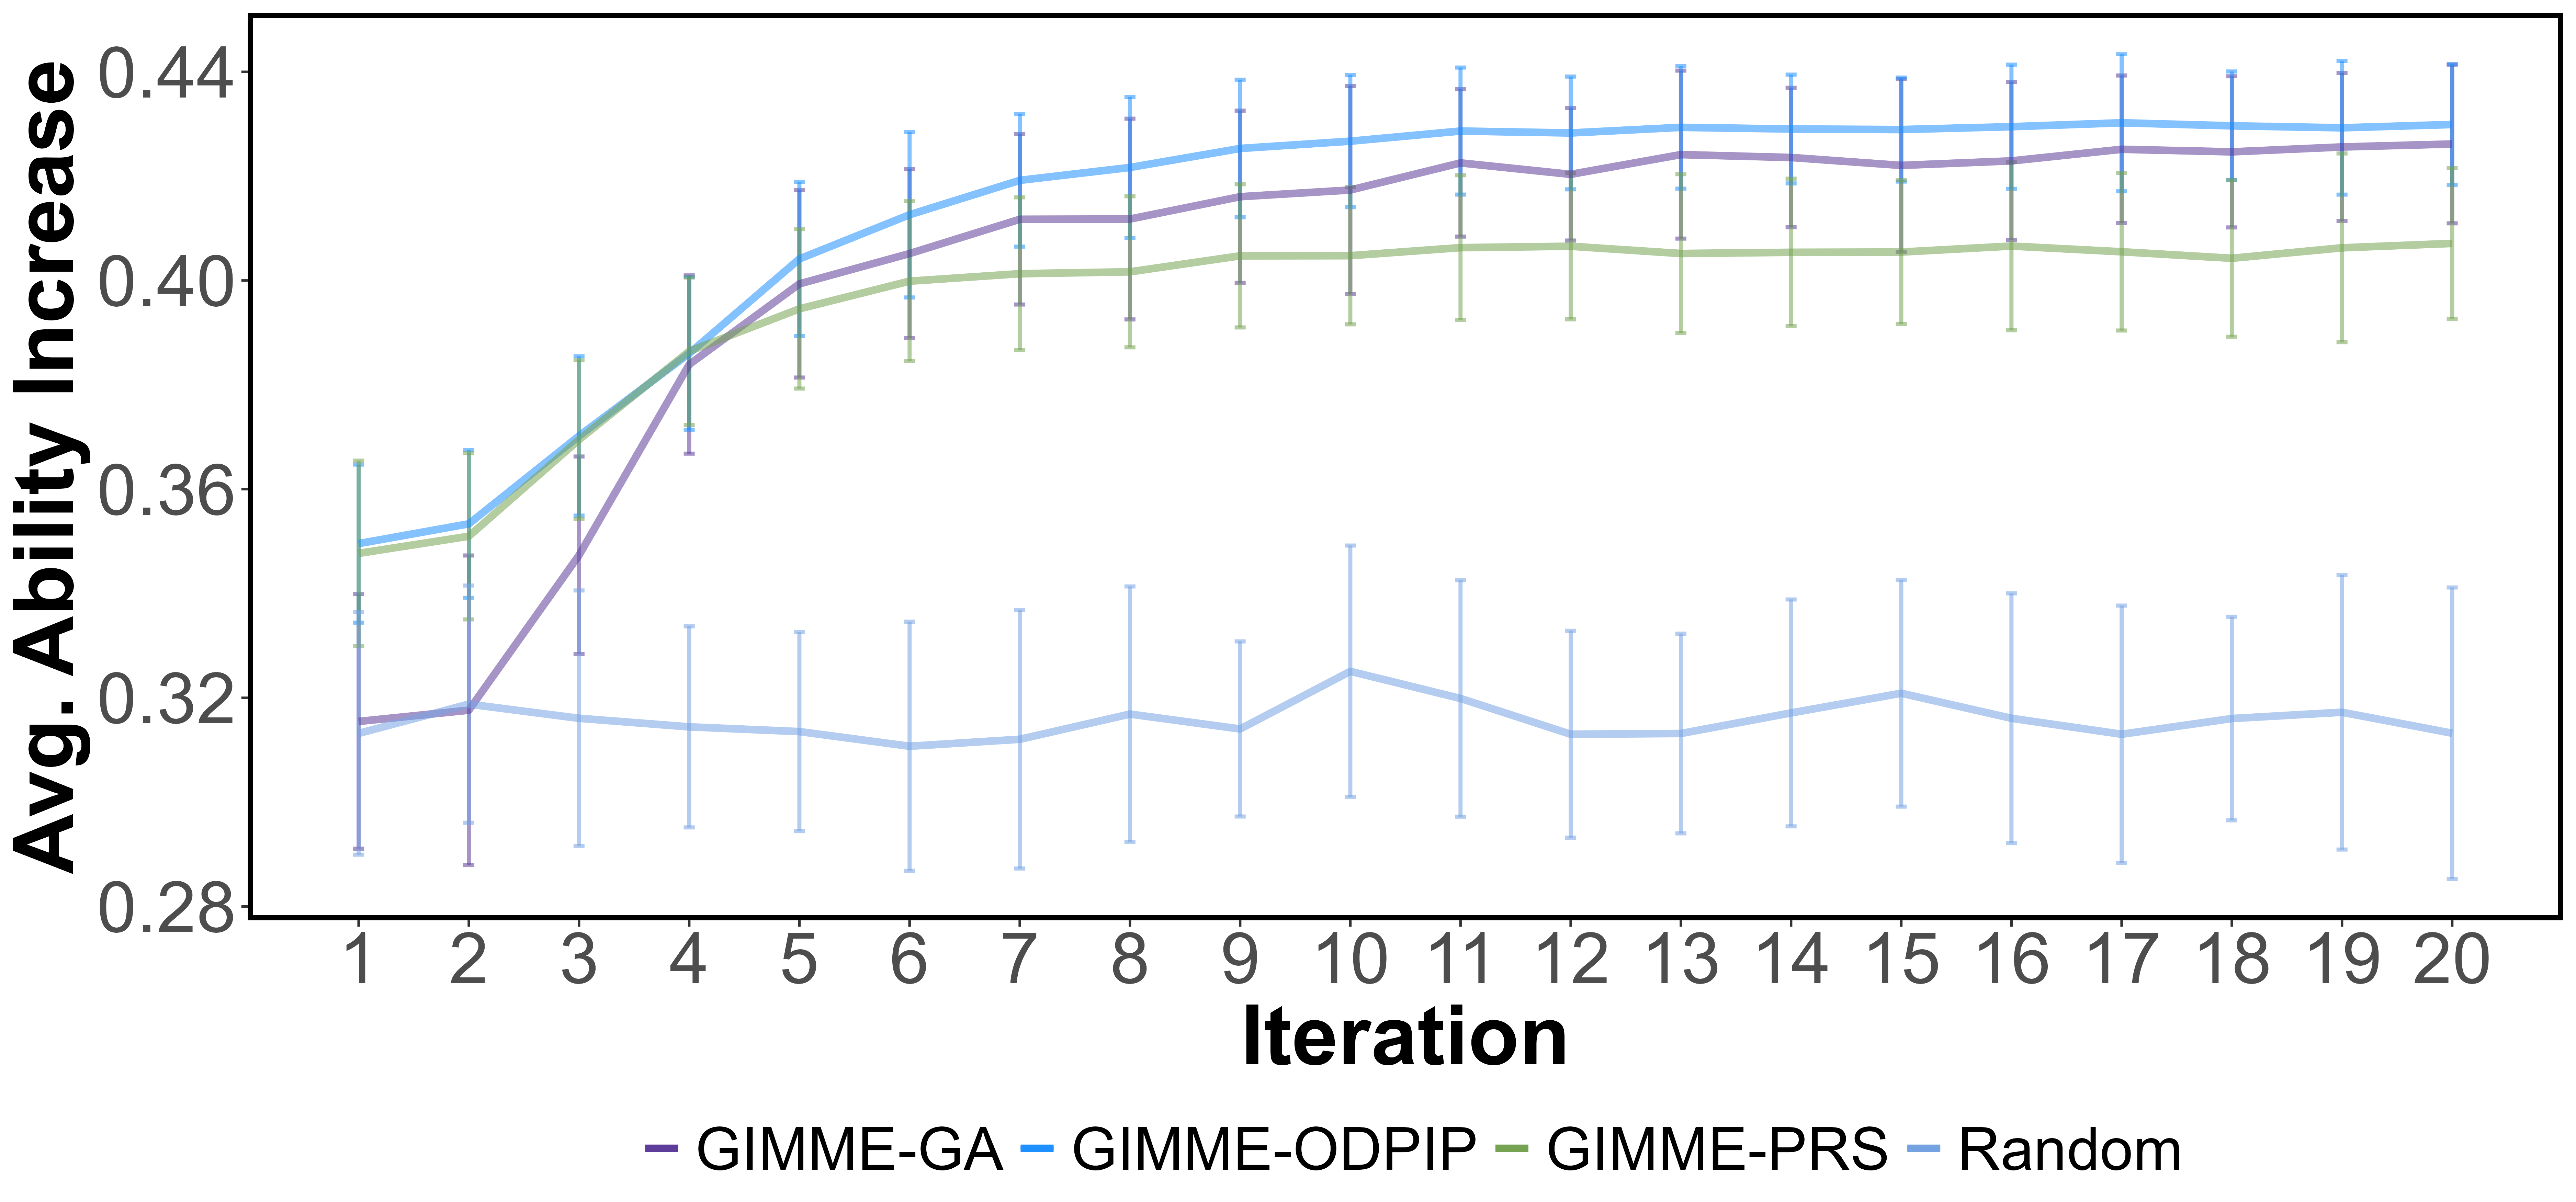 Avg. Ability Increase
0.44
0.40
0.36
0.32
0.28
1 2 3 4 5 6 7 8 9 10 11 12 13 14 15 16 17 18 19 20
Iteration
GIMME-GA GIMME-ODPIP GIMME-PRS Random